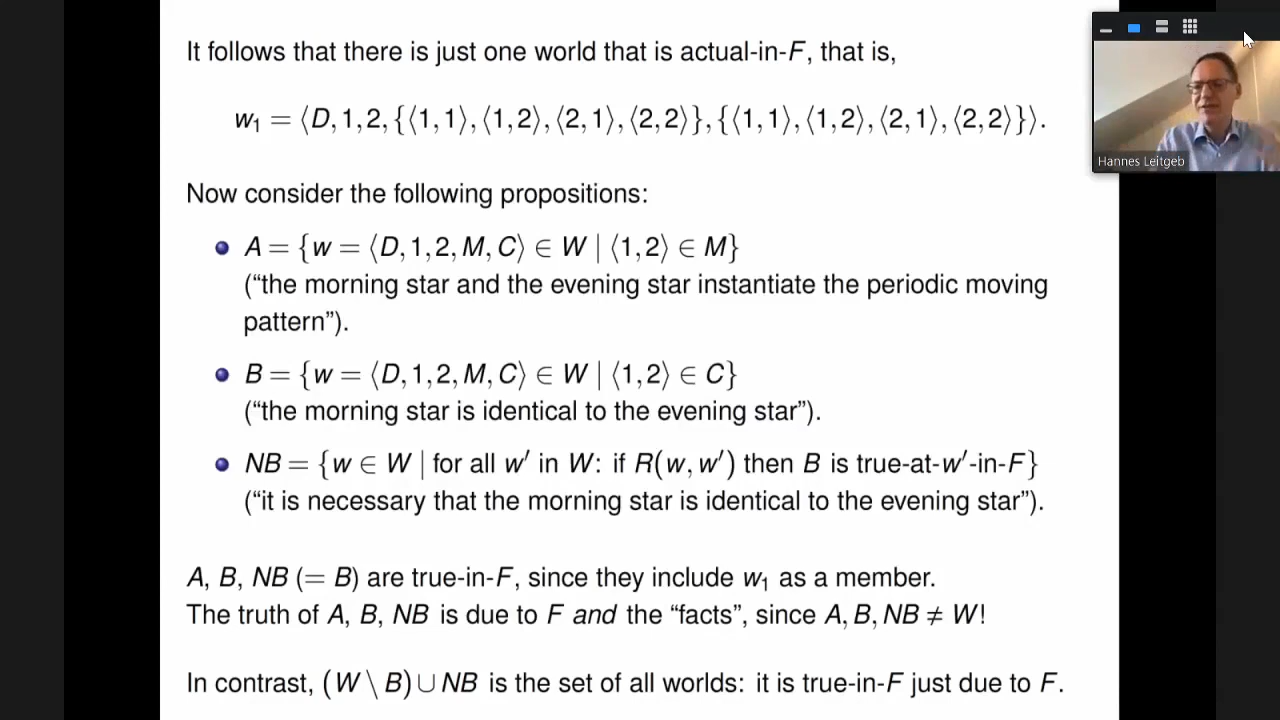 It follows that there is just one world that is actual-in-F, that is,
w₁ = ⟨D, 1, 2, {⟨1, 1⟩, ⟨1, 2⟩, ⟨2, 1⟩, ⟨2, 2⟩}, {⟨1, 1⟩, ⟨1, 2⟩, ⟨2, 1⟩, ⟨2, 2⟩}⟩.
Hannes Leitgeb
Now consider the following propositions:
A = {w = ⟨D, 1, 2, M, C⟩ ∈ W | ⟨1, 2⟩ ∈ M}
(“the morning star and the evening star instantiate the periodic moving
pattern”).
B = {w = ⟨D, 1, 2, M, C⟩ ∈ W | ⟨1, 2⟩ ∈ C}
(“the morning star is identical to the evening star”).
NB = {w ∈ W | for all w′ in W: if R(w, w′) then B is true-at-w′-in-F}
(“it is necessary that the morning star is identical to the evening star”).
A, B, NB (= B) are true-in-F, since they include w₁ as a member.
The truth of A, B, NB is due to F and the “facts”, since A, B, NB ≠ W!
In contrast, (W \ B) ∪ NB is the set of all worlds: it is true-in-F just due to F.